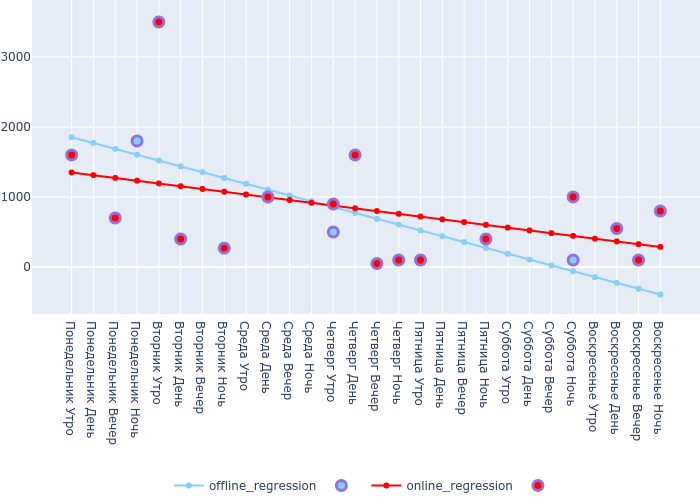 3000
2000
1000
0
Понедельник Утро
Понедельник День
Понедельник Вечер
Понедельник Ночь
Вторник Утро
Вторник День
Вторник Вечер
Вторник Ночь
Среда Утро
Среда День
Среда Вечер
Среда Ночь
Четверг Утро
Четверг День
Четверг Вечер
Четверг Ночь
Пятница Утро
Пятница День
Пятница Вечер
Пятница Ночь
Суббота Утро
Суббота День
Суббота Вечер
Суббота Ночь
Воскресенье Утро
Воскресенье День
Воскресенье Вечер
Воскресенье Ночь
offline_regression
online_regression